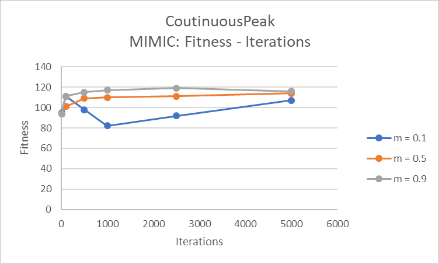 CoutinuousPeak
MIMIC: Fitness - Iterations
140
120
100
80
60
40
20
0
Fitness
0 1000 2000 3000 4000 5000 6000
Iterations
m = 0.1
m = 0.5
m = 0.9